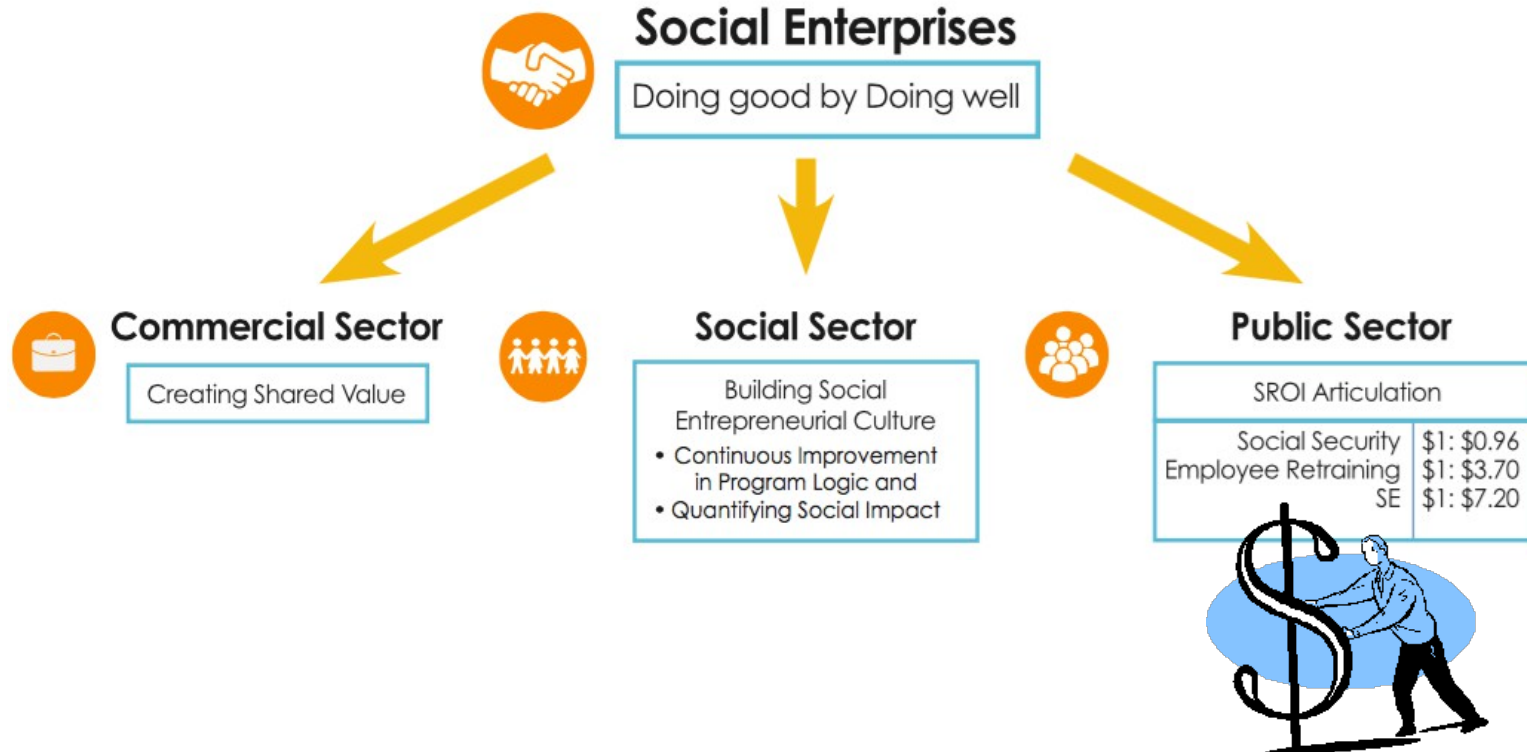 Social Enterprises
Doing good by Doing well
Commercial Sector
Creating Shared Value
Social Sector
Building Social
Entrepreneurial Culture
• Continuous Improvement
in Program Logic and
• Quantifying Social Impact
Public Sector
SROI Articulation
Social Security $1: $0.96
Employee Retraining $1: $3.70
SE $1: $7.20